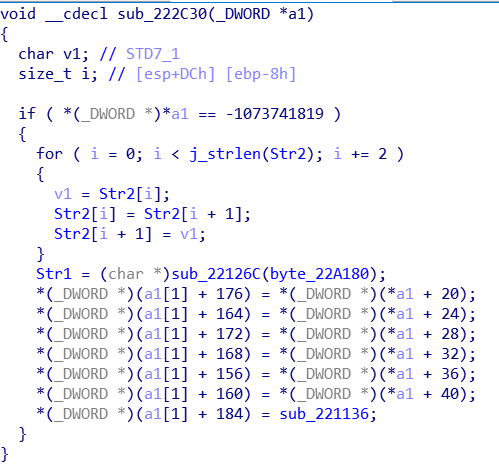 void __cdecl sub_222C30(_DWORD *a1)
{
  char v1; // STD7_1
  size_t i; // [esp+DCh] [ebp-8h]

  if ( *(_DWORD *)*a1 == -1073741819 )
  {
    for ( i = 0; i < j_strlen(Str2); i += 2 )
    {
      v1 = Str2[i];
      Str2[i] = Str2[i + 1];
      Str2[i + 1] = v1;
    }
    Str1 = (char *)sub_22126C(byte_22A180);
    *(_DWORD *)(a1[1] + 176) = *(_DWORD *)(*a1 + 20);
    *(_DWORD *)(a1[1] + 164) = *(_DWORD *)(*a1 + 24);
    *(_DWORD *)(a1[1] + 172) = *(_DWORD *)(*a1 + 28);
    *(_DWORD *)(a1[1] + 168) = *(_DWORD *)(*a1 + 32);
    *(_DWORD *)(a1[1] + 156) = *(_DWORD *)(*a1 + 36);
    *(_DWORD *)(a1[1] + 160) = *(_DWORD *)(*a1 + 40);
    *(_DWORD *)(a1[1] + 184) = sub_221136;
  }
}